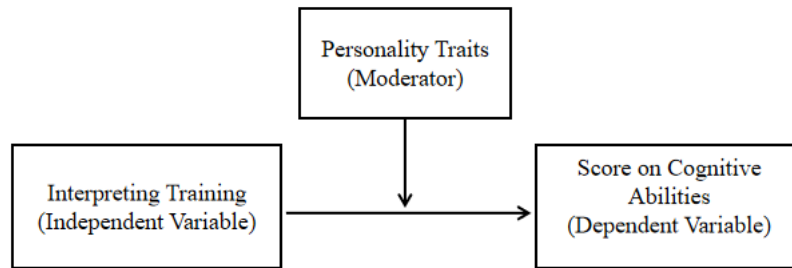 Personality Traits
(Moderator)
Interpreting Training
(Independent Variable)
Score on Cognitive
Abilities
(Dependent Variable)